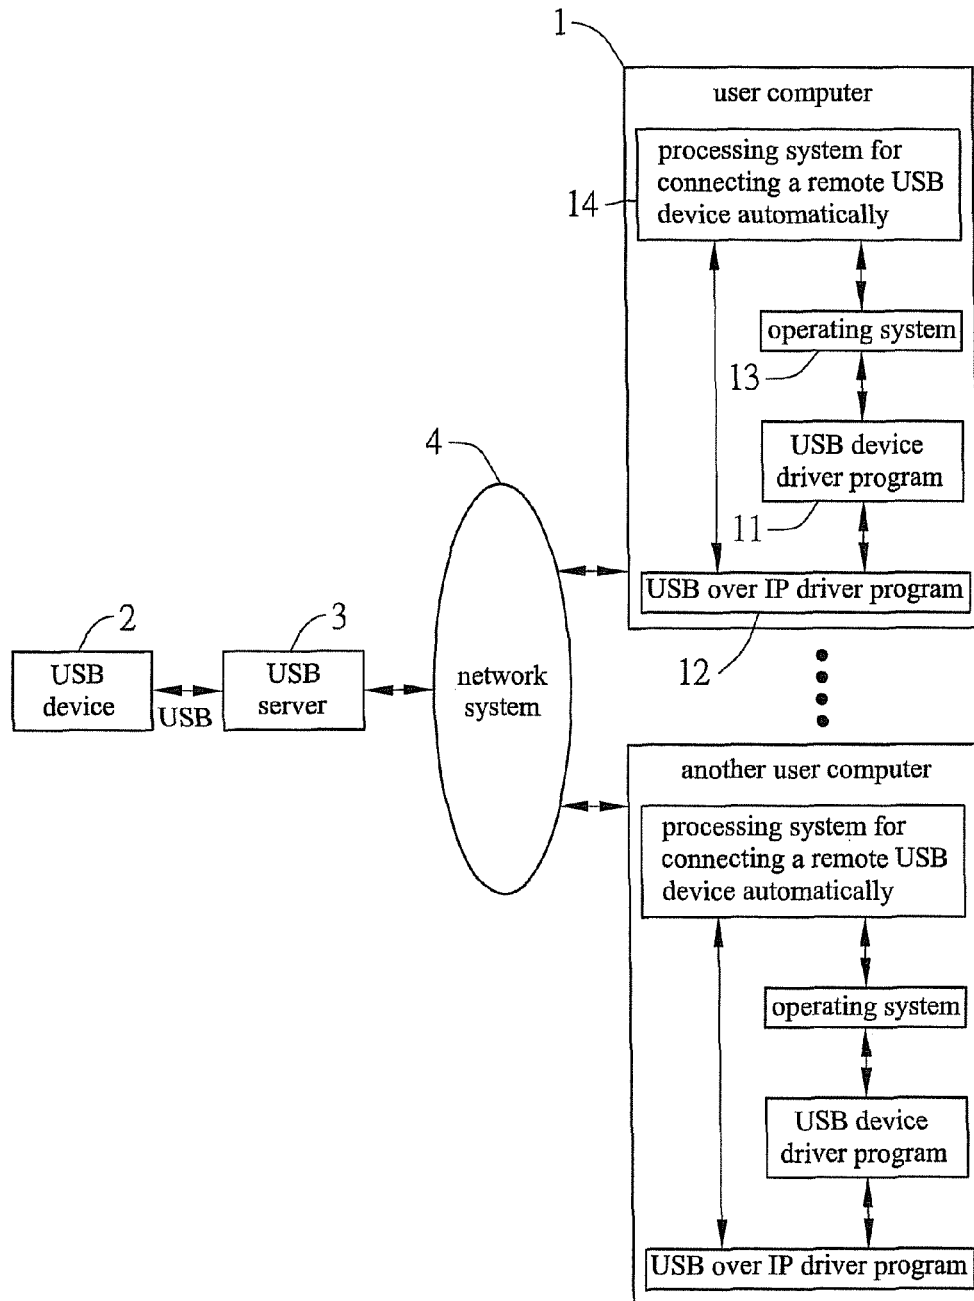 1
user computer
processing system for
connecting a remote USB
device automatically
14
operating system
13
USB device
driver program
11
USB over IP driver program
12
4
network
system
2
USB
device
USB
3
USB
server
another user computer
processing system for
connecting a remote USB
device automatically
operating system
USB device
driver program
USB over IP driver program